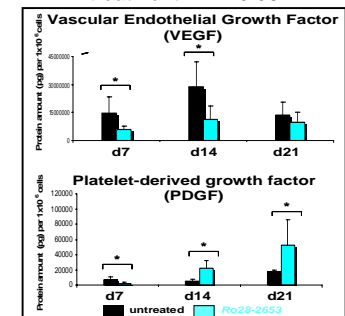 Vascular Endothelial Growth Factor
(VEGF)
Protein amount (pg) per 1x10⁶ cells
45000000
30000000
15000000
0
*
*
d7
d14
d21
Platelet-derived growth factor
(PDGF)
Protein amount (pg) per 1x10⁶ cells
120000
100000
80000
60000
40000
20000
0
*
*
*
d7
d14
d21
untreated
Ro28-2653